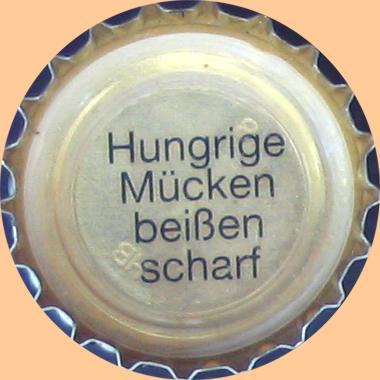 Hungrige
Mücken
beißen
scharf